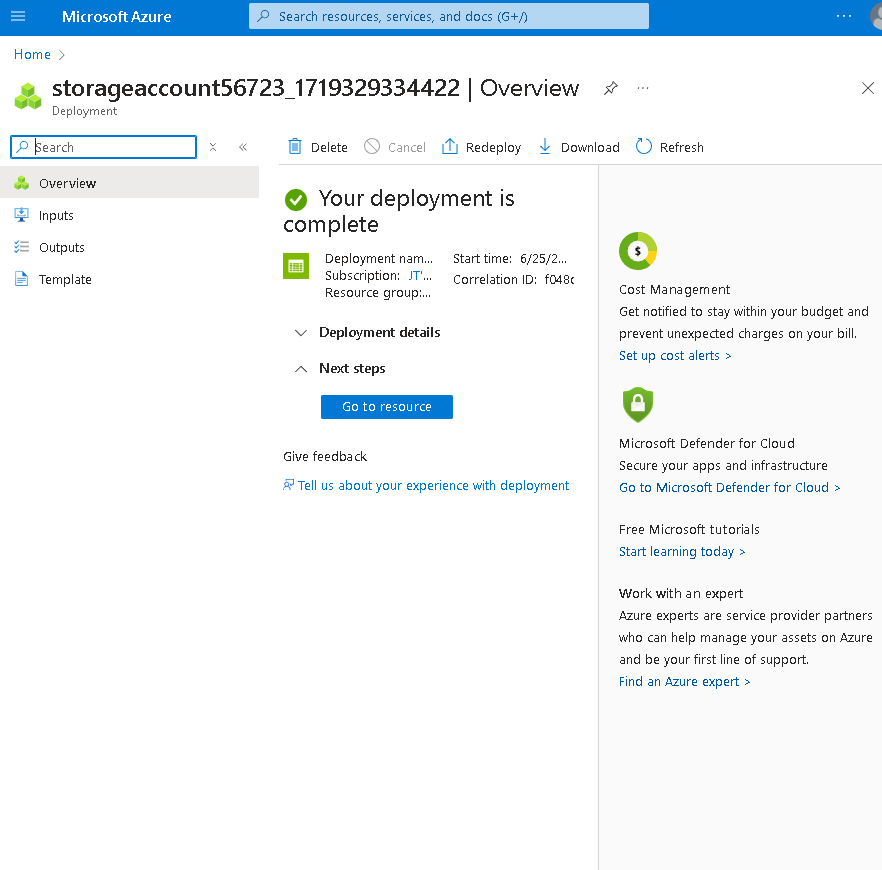 Microsoft Azure
Search resources, services, and docs (G+/)
Home
storageaccount56723_1719329334422 | Overview
Deployment
Search
Delete
Cancel
Redeploy
Download
Refresh
Overview
Inputs
Outputs
Template
Your deployment is
complete
Deployment nam...
Subscription: JT'...
Resource group:...
Start time: 6/25/2...
Correlation ID: f048c
Deployment details
Next steps
Go to resource
Give feedback
Tell us about your experience with deployment
Cost Management
Get notified to stay within your budget and
prevent unexpected charges on your bill.
Set up cost alerts >
Microsoft Defender for Cloud
Secure your apps and infrastructure
Go to Microsoft Defender for Cloud >
Free Microsoft tutorials
Start learning today >
Work with an expert
Azure experts are service provider partners
who can help manage your assets on Azure
and be your first line of support.
Find an Azure expert >